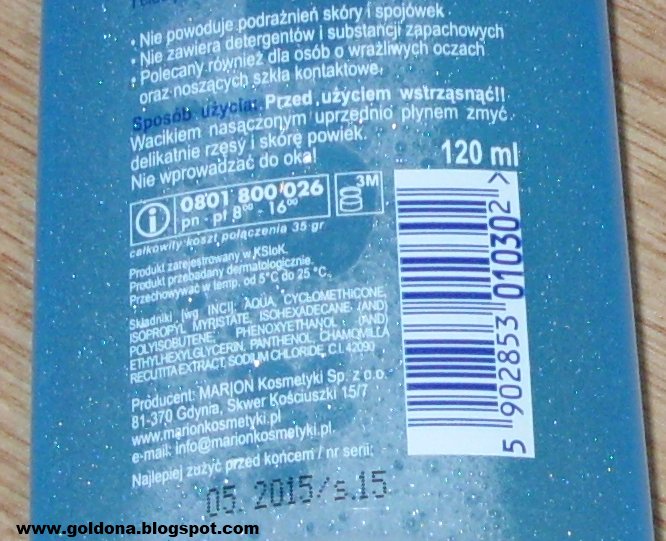 • Nie powoduje podrażnień skóry i spojówek
• Nie zawiera detergentów i substancji zapachowych
• Polecany również dla osób o wrażliwych oczach
oraz noszących szkła kontaktowe.
Sposób użycia: Przed użyciem wstrząsnąć!!
Wacikiem nasączonym uprzednio płynem zmyć
delikatnie rzęsy i skórę powiek.
Nie wprowadzać do oka!
120 ml
0801 800 026
pn - pt 8⁰⁰ - 16⁰⁰
3M
całkowity koszt połączenia 35 gr
Produkt zarejestrowany w KSIoK.
Produkt przebadany dermatologicznie.
Przechowywać w temp. od 5°C do 25 °C.
Składniki (wg INCI): AQUA, CYCLOMETHICONE,
ISOPROPYL MYRISTATE, ISOHEXADECANE (AND)
POLYISOBUTENE, PHENOXYETHANOL (AND)
ETHYLHEXYLGLYCERIN, PANTHENOL, CHAMOMILLA
RECUTITA EXTRACT, SODIUM CHLORIDE, C.I. 42090
Producent: MARION Kosmetyki Sp. z o.o.
81-370 Gdynia, Skwer Kościuszki 15/7
www.marionkosmetyki.pl
e-mail: info@marionkosmetyki.pl
Najlepiej zużyć przed końcem / nr serii:
05. 2015/s.15
5 902853 010302 >
www.goldona.blogspot.com